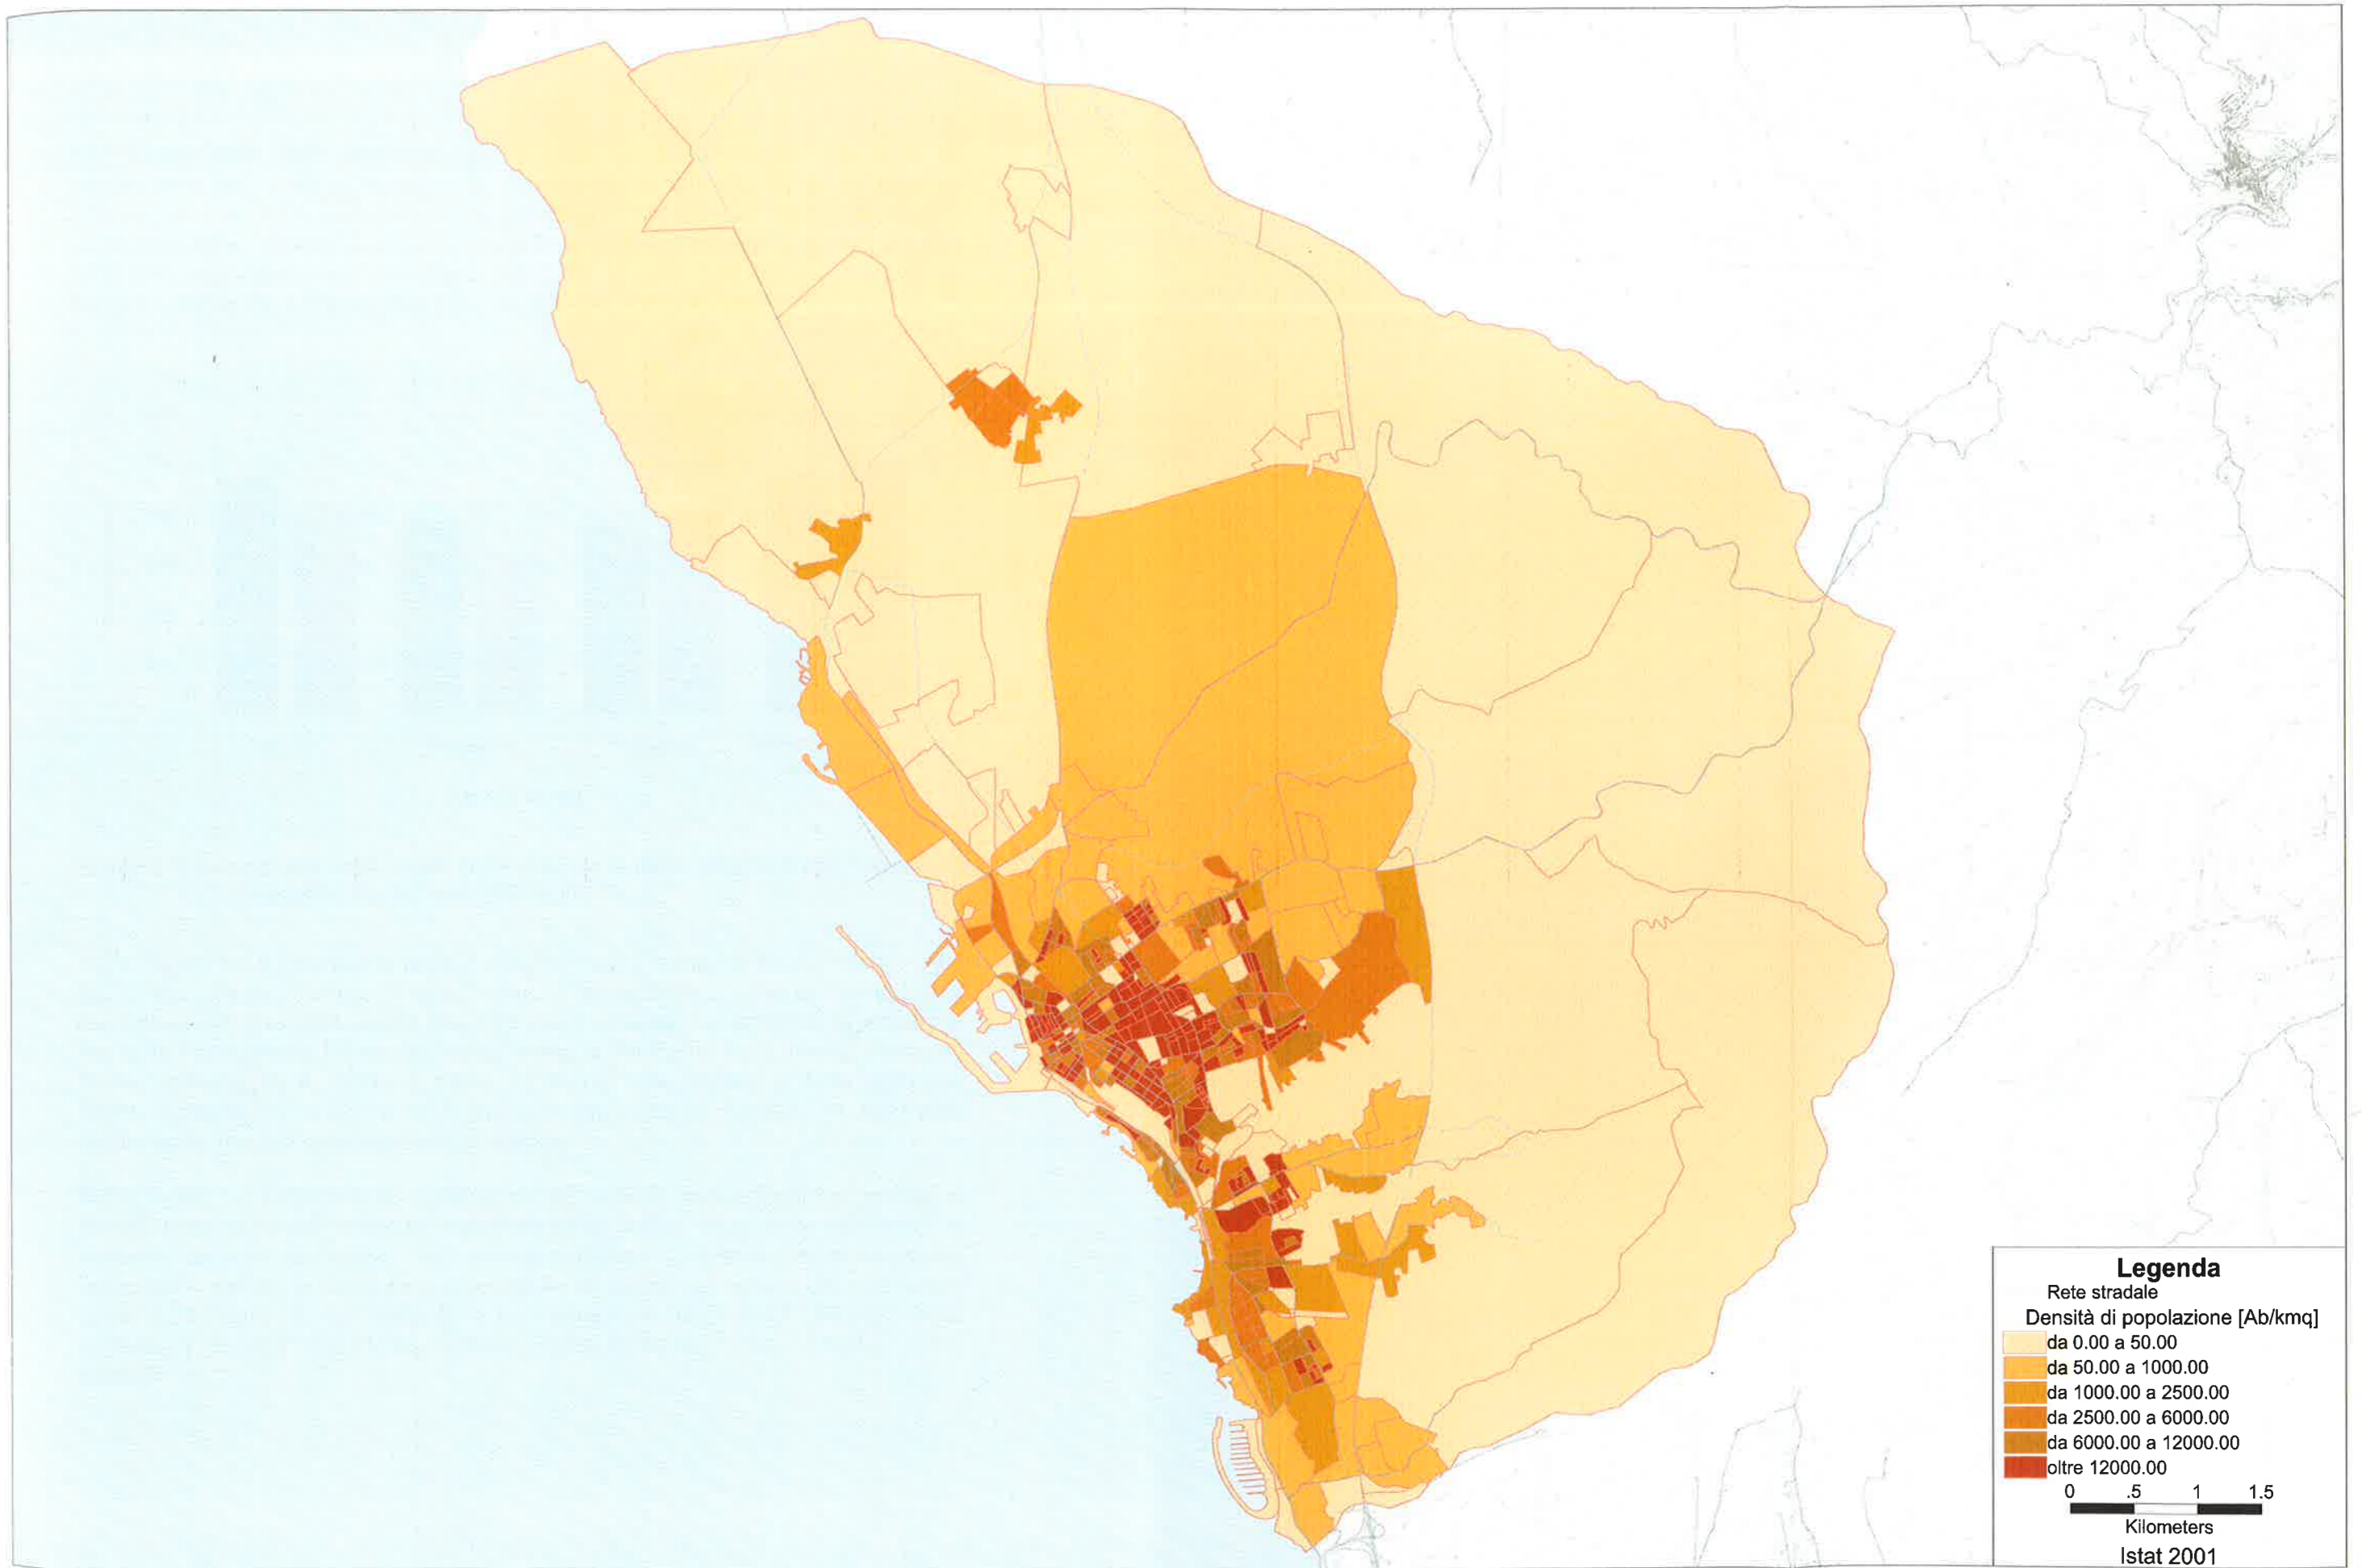 Legenda
Rete stradale
Densità di popolazione [Ab/kmq]
da 0.00 a 50.00
da 50.00 a 1000.00
da 1000.00 a 2500.00
da 2500.00 a 6000.00
da 6000.00 a 12000.00
oltre 12000.00
0 .5 1 1.5
Kilometers
Istat 2001